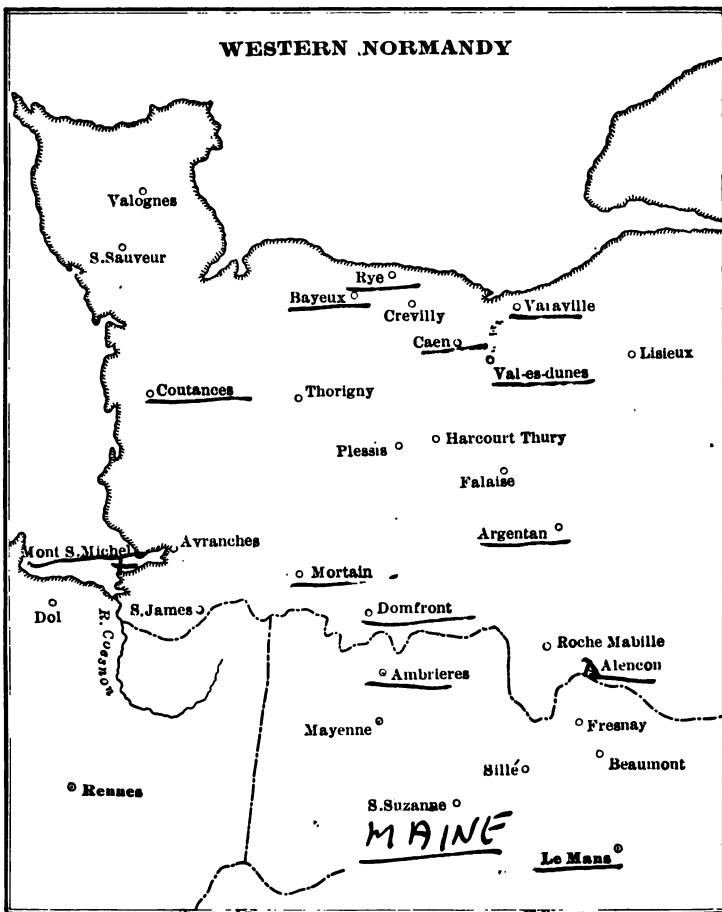 WESTERN NORMANDY
Valognes
S.Sauveur
Rye
Bayeux
Crevilly
Varaville
Caen
Val-es-dunes
Lisieux
Coutances
Thorigny
Plessis
Harcourt Thury
Falaise
Argentan
Mont S.Michel
Avranches
Mortain
Dol
S.James
Domfront
R. Coesnon
Roche Mabille
Alencon
Ambrieres
Mayenne
Fresnay
Beaumont
Sillé
Rennes
S.Suzanne
MAINE
Le Mans